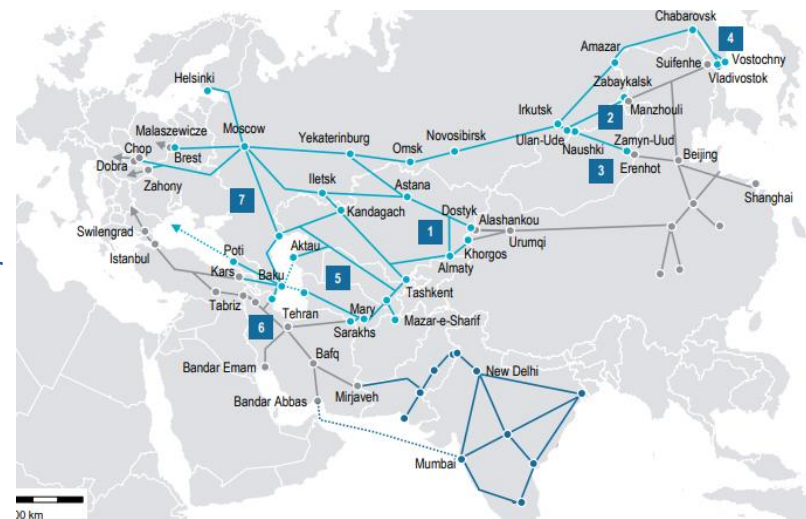 Chabarovsk
4
Amazar
Suifenhe
Vostochny
Vladivostok
Helsinki
Zabaykalsk
Manzhouli
Malaszewicze
Moscow
Yekaterinburg
Omsk
Novosibirsk
Irkutsk
2
Chop
Brest
Ulan-Ude
Naushki
Zamyn-Uud
Dobra
Zahony
3
Erenhot
Beijing
Iletsk
Astana
Shanghai
7
Kandagach
Dostyk
Alashankou
1
Swilengrad
Aktau
Urumqi
Khorgos
Poti
Istanbul
Kars
Baku
5
Almaty
Tabriz
Tehran
Mary
Tashkent
6
Sarakhs
Mazar-e-Sharif
Bandar Emam
Bafq
New Delhi
Bandar Abbas
Mirjaveh
Mumbai
00 km